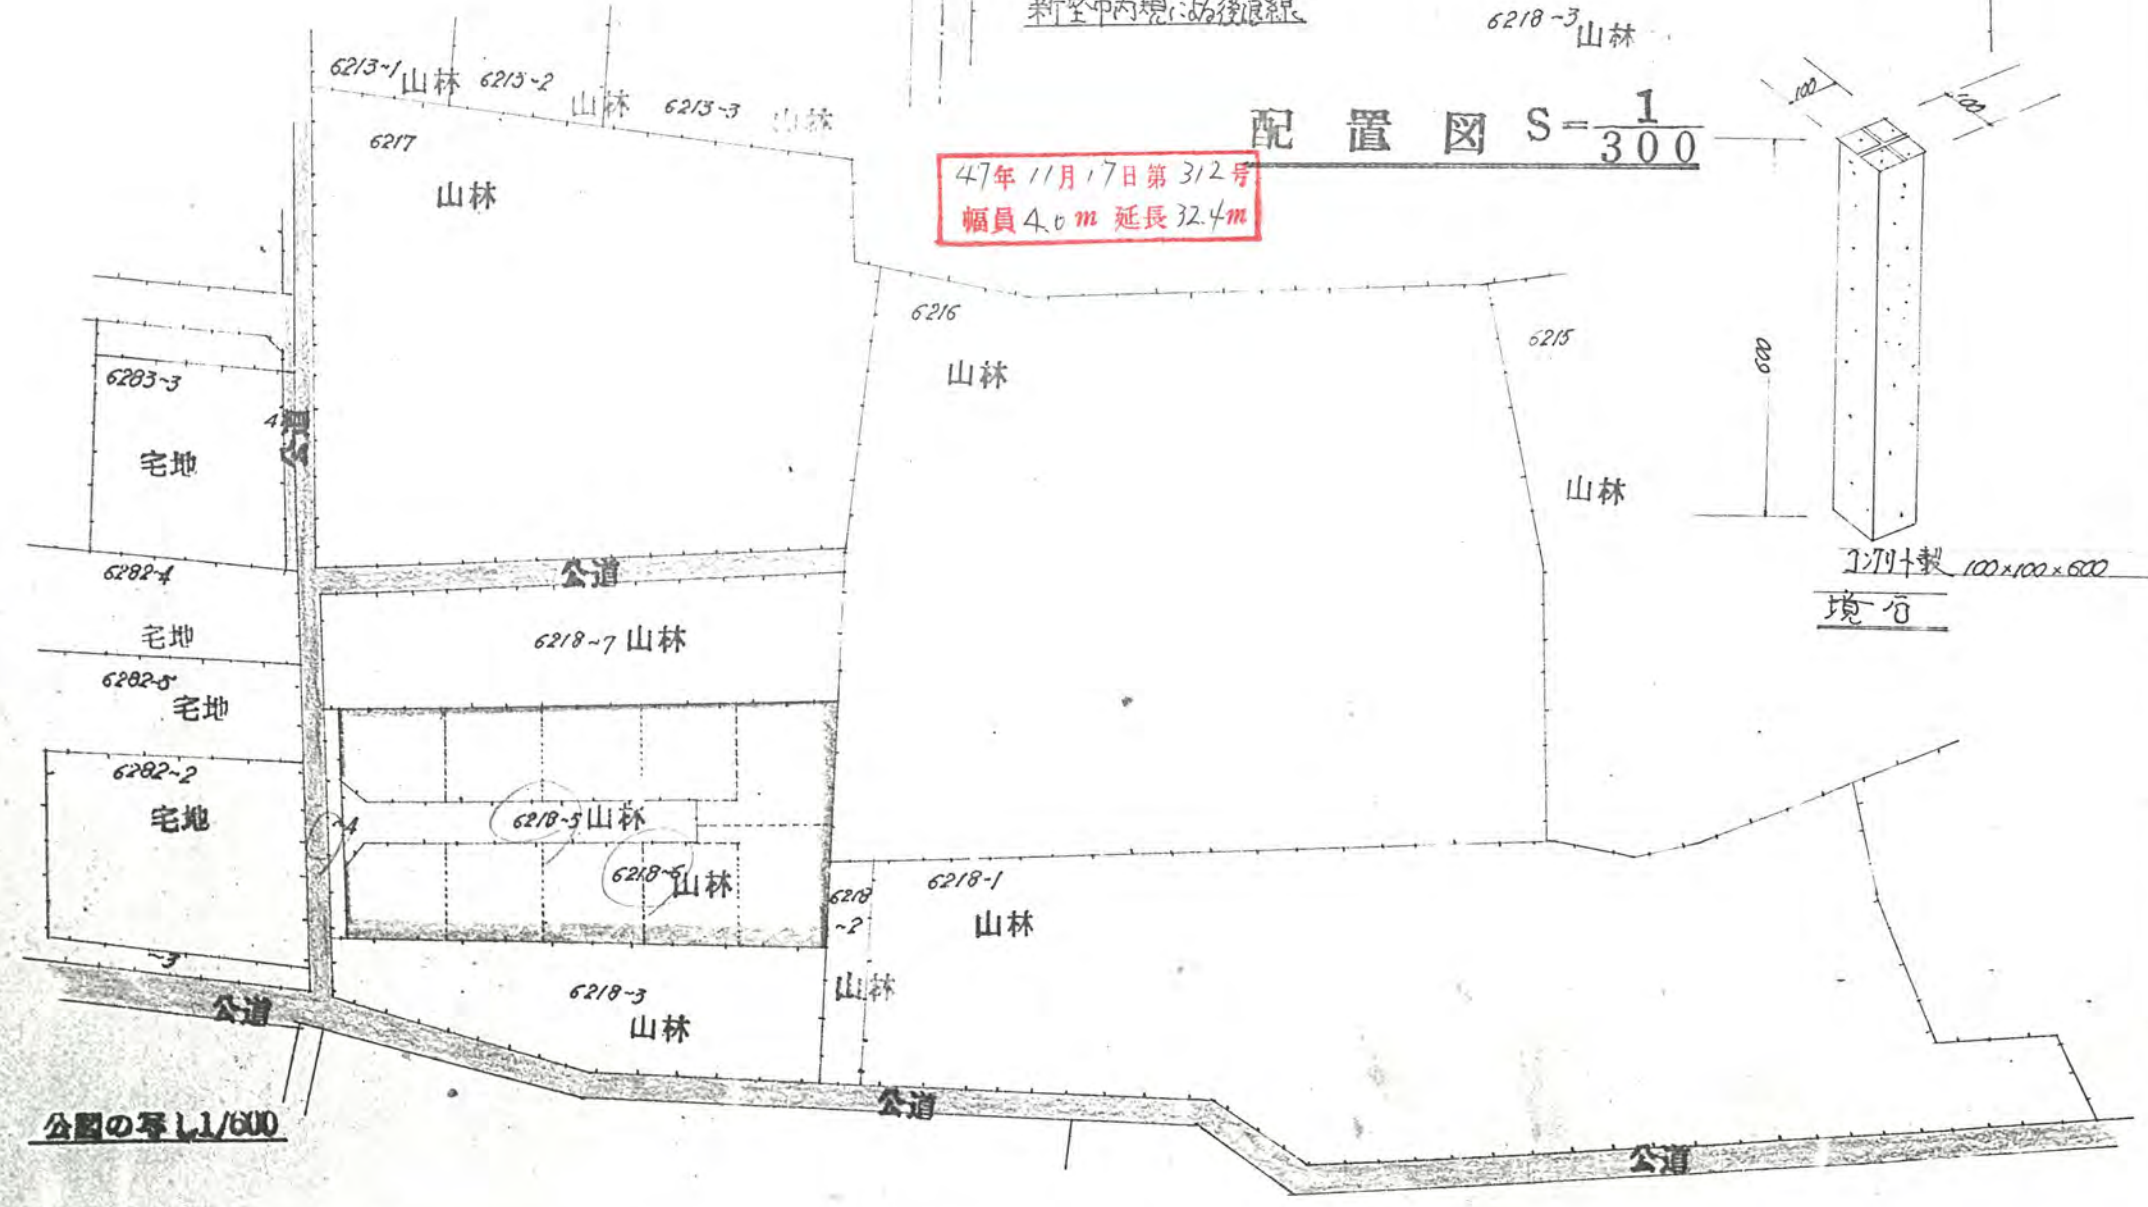 6218~3 山林
6213~1 山林 6213~2 山林 6213~3 山林
配置図 S=1/300
100
100
47年11月17日第312号
幅員4.0m 延長32.4m
6217
山林
6216
山林
6215
山林
600
コンクリート製 100×100×600
境石
6283~3
宅地
4
公道
公道
6282~4
宅地
6218~7 山林
6282~5
宅地
6282~2
宅地
~4
6218~5 山林
6218~6 山林
6218
~2
山林
6218-1
山林
~3
公道
6218~3
山林
公道
公道
公図の写し1/600